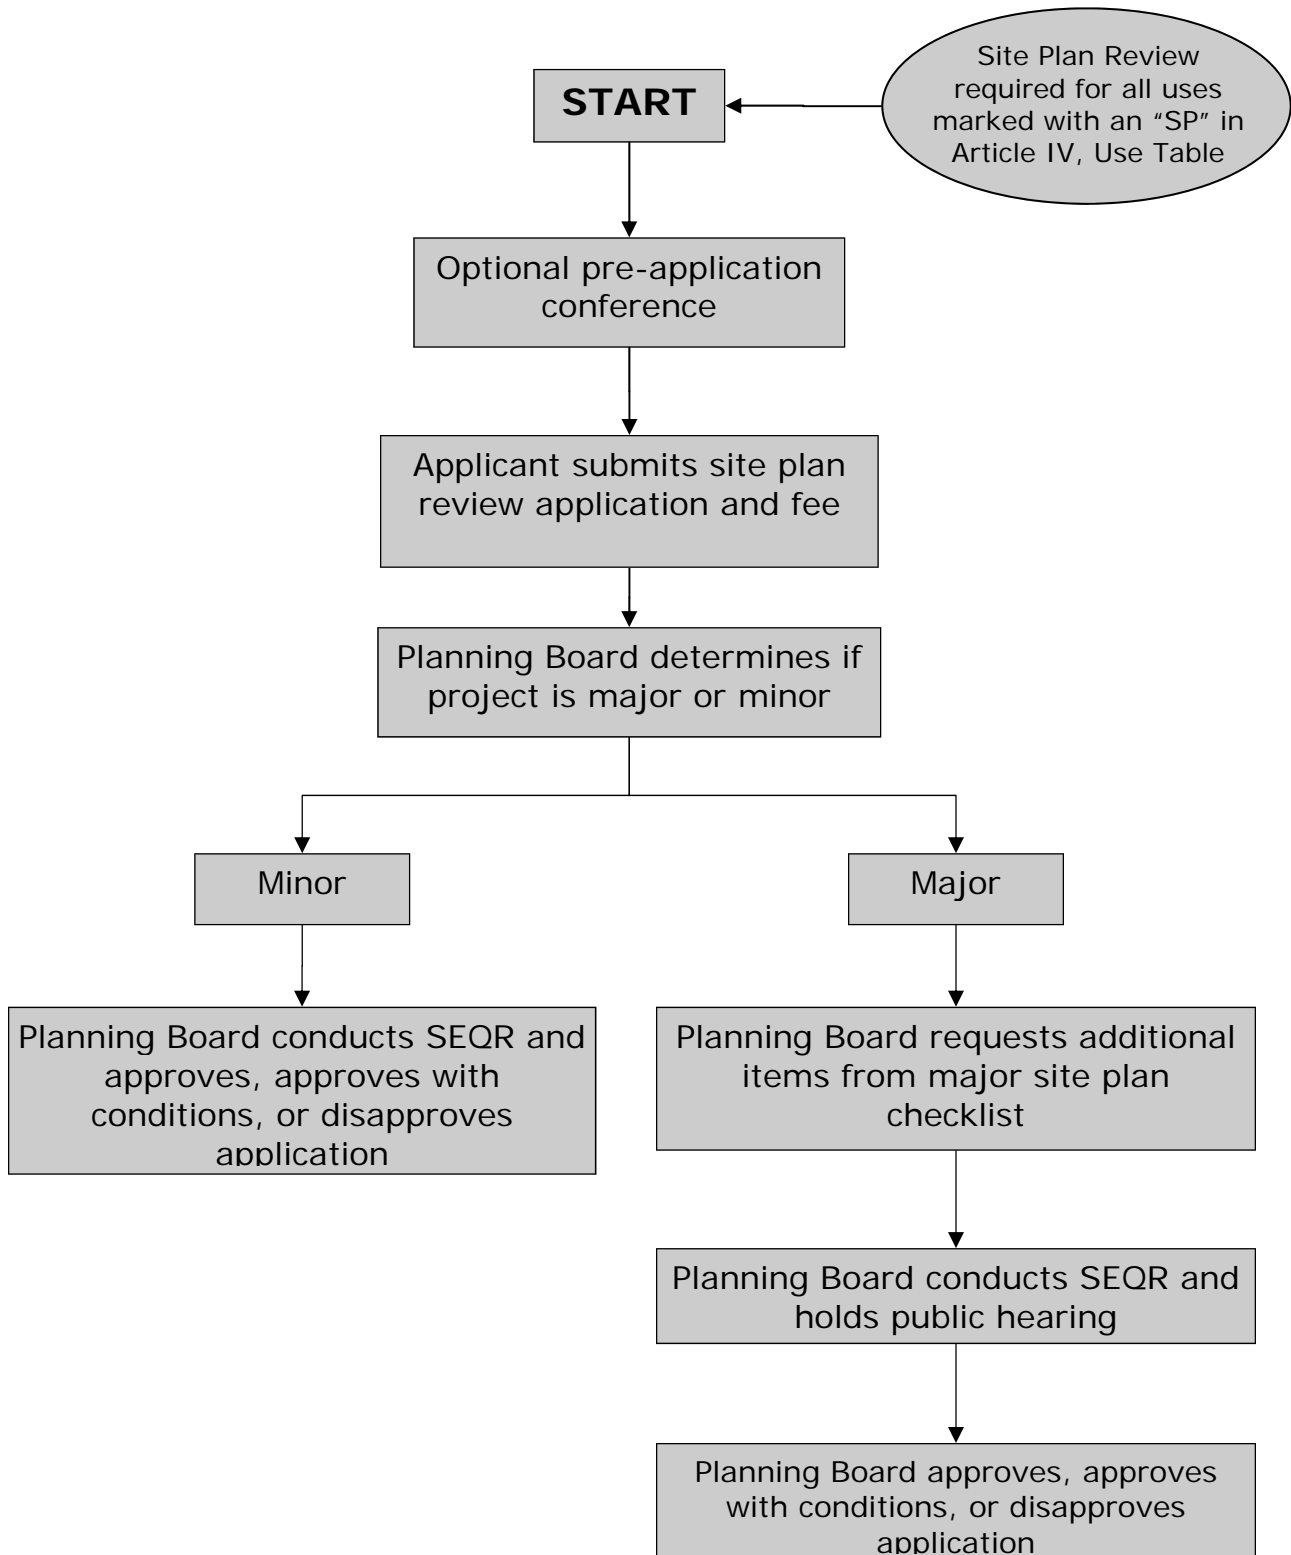 START
Site Plan Review
required for all uses
marked with an “SP” in
Article IV, Use Table
Optional pre-application
conference
Applicant submits site plan
review application and fee
Planning Board determines if
project is major or minor
Minor
Major
Planning Board conducts SEQR and
approves, approves with
conditions, or disapproves
application
Planning Board requests additional
items from major site plan
checklist
Planning Board conducts SEQR and
holds public hearing
Planning Board approves, approves
with conditions, or disapproves
application